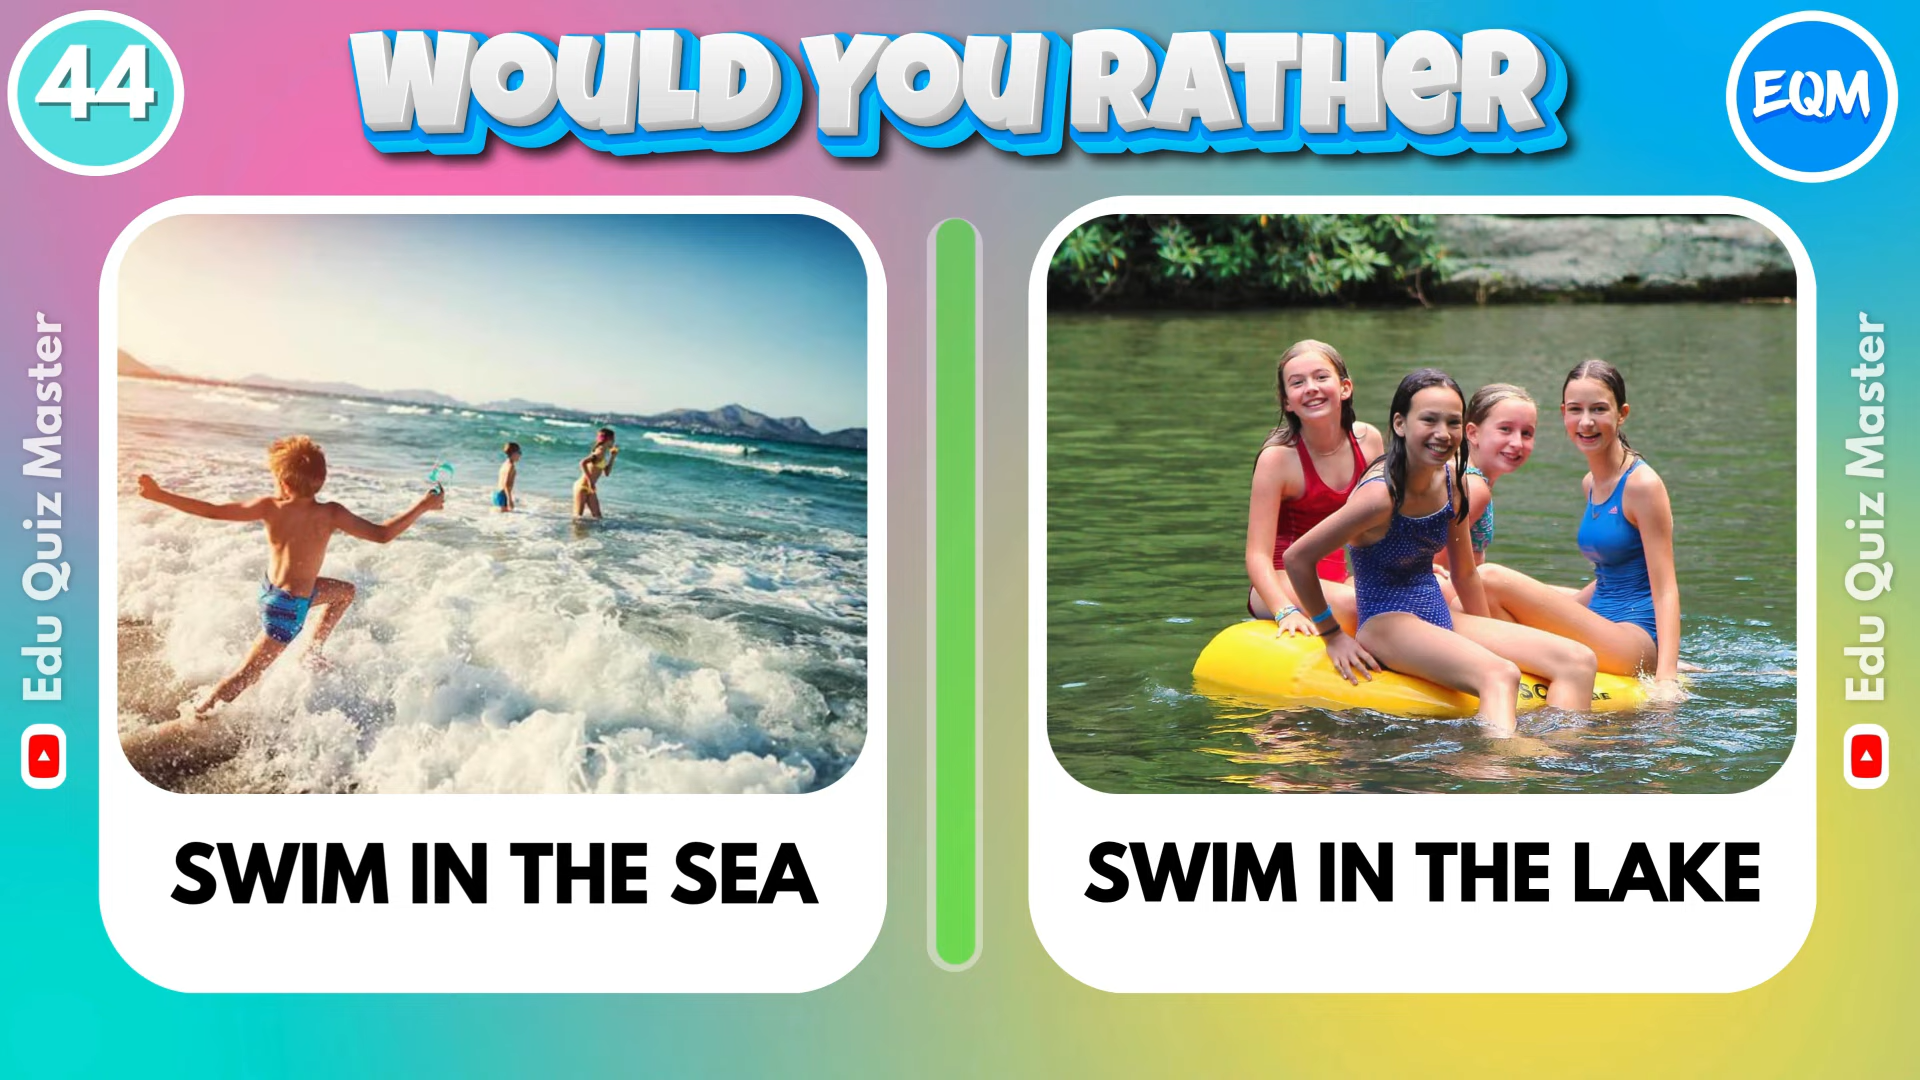 44
WOULD YOU RATHER
EQM
Edu Quiz Master
SWIM IN THE SEA
SWIM IN THE LAKE
Edu Quiz Master